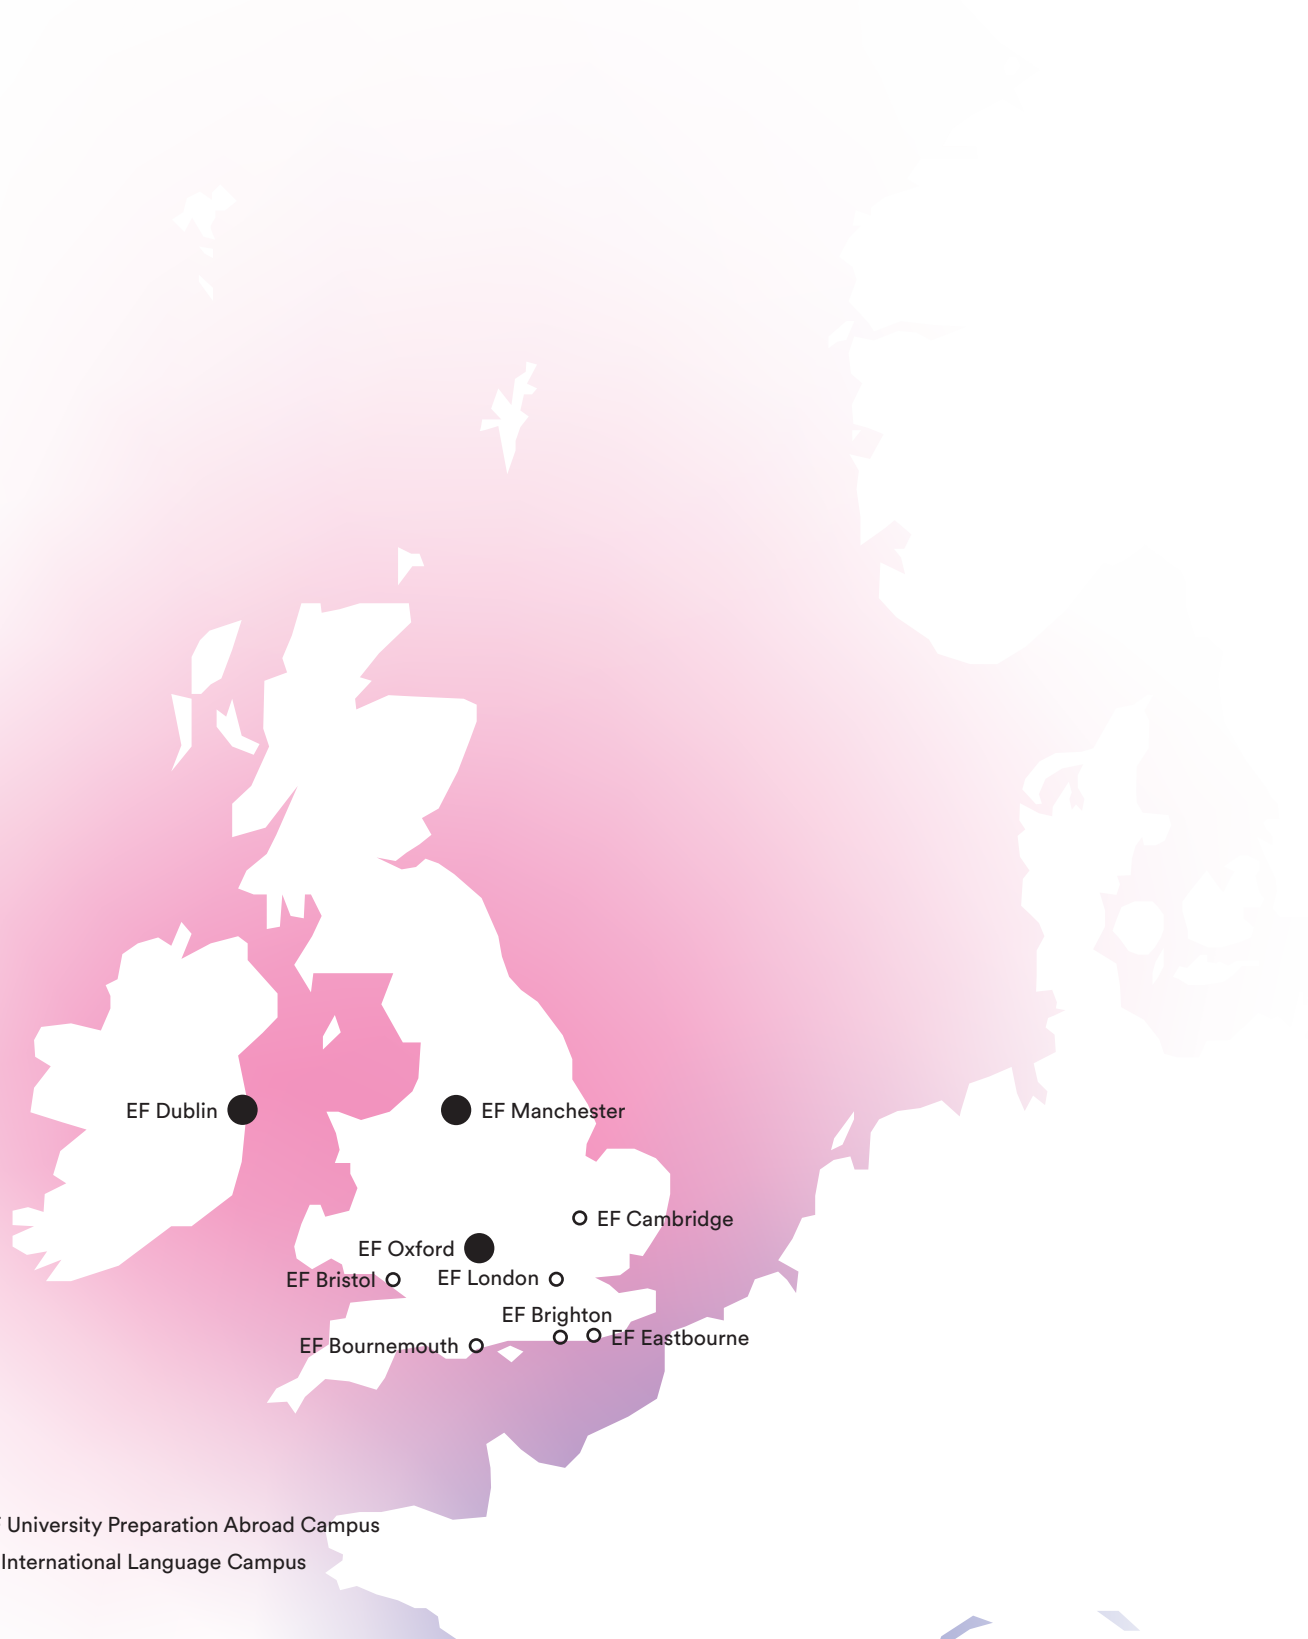 EF Dublin
EF Manchester
EF Cambridge
EF Oxford
EF Bristol
EF London
EF Brighton
EF Eastbourne
EF Bournemouth
University Preparation Abroad Campus
International Language Campus